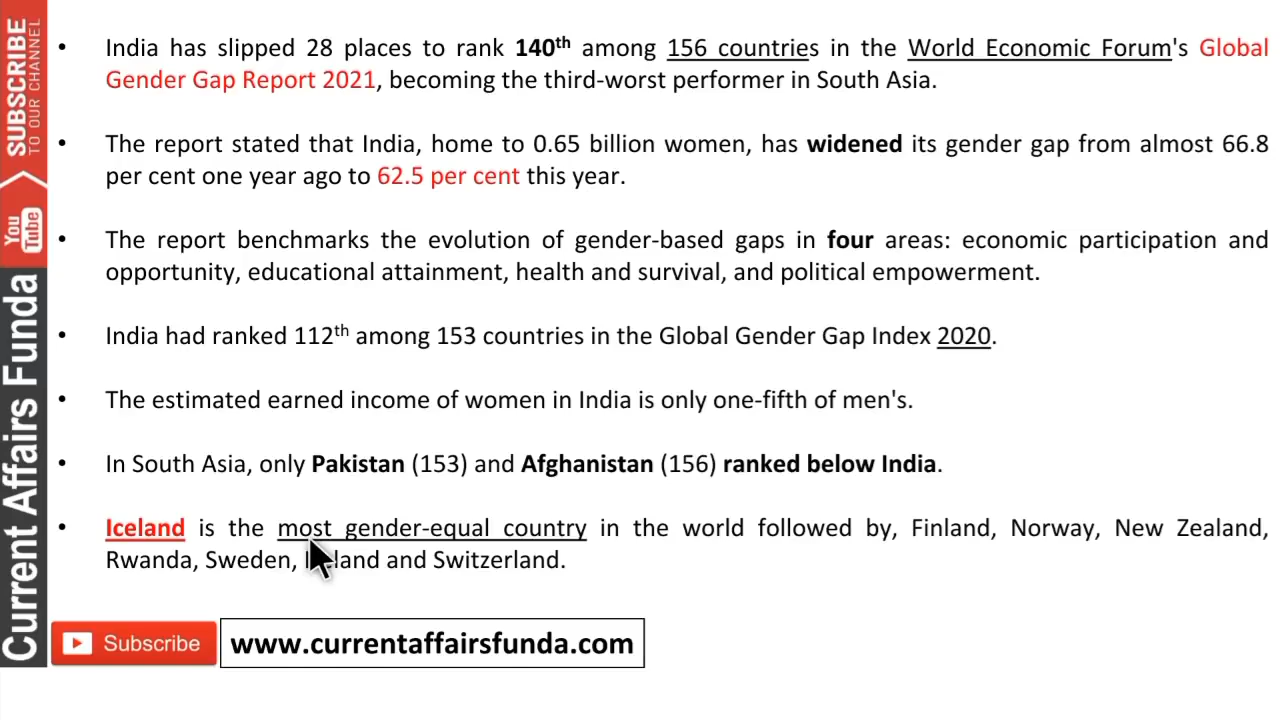 India has slipped 28 places to rank 140th among 156 countries in the World Economic Forum's Global
Gender Gap Report 2021, becoming the third-worst performer in South Asia.
The report stated that India, home to 0.65 billion women, has widened its gender gap from almost 66.8
per cent one year ago to 62.5 per cent this year.
The report benchmarks the evolution of gender-based gaps in four areas: economic participation and
opportunity, educational attainment, health and survival, and political empowerment.
India had ranked 112th among 153 countries in the Global Gender Gap Index 2020.
The estimated earned income of women in India is only one-fifth of men's.
In South Asia, only Pakistan (153) and Afghanistan (156) ranked below India.
Iceland is the most gender-equal country in the world followed by, Finland, Norway, New Zealand,
Rwanda, Sweden, and Switzerland.
Subscribe
www.currentaffairsfunda.com
SUBSCRIBE
TO OUR CHANNEL
You
Tube
Current Affairs Funda